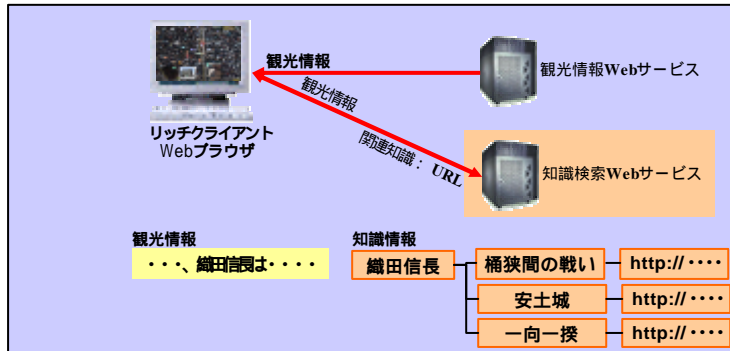 観光情報
観光情報Webサービス
観光情報
リッチクライアント
Webブラウザ
関連知識： URL
知識検索Webサービス
観光情報
・・・、織田信長は・・・・
知識情報
織田信長
桶狭間の戦い
http:// ････
安土城
http:// ････
一向一揆
http:// ････